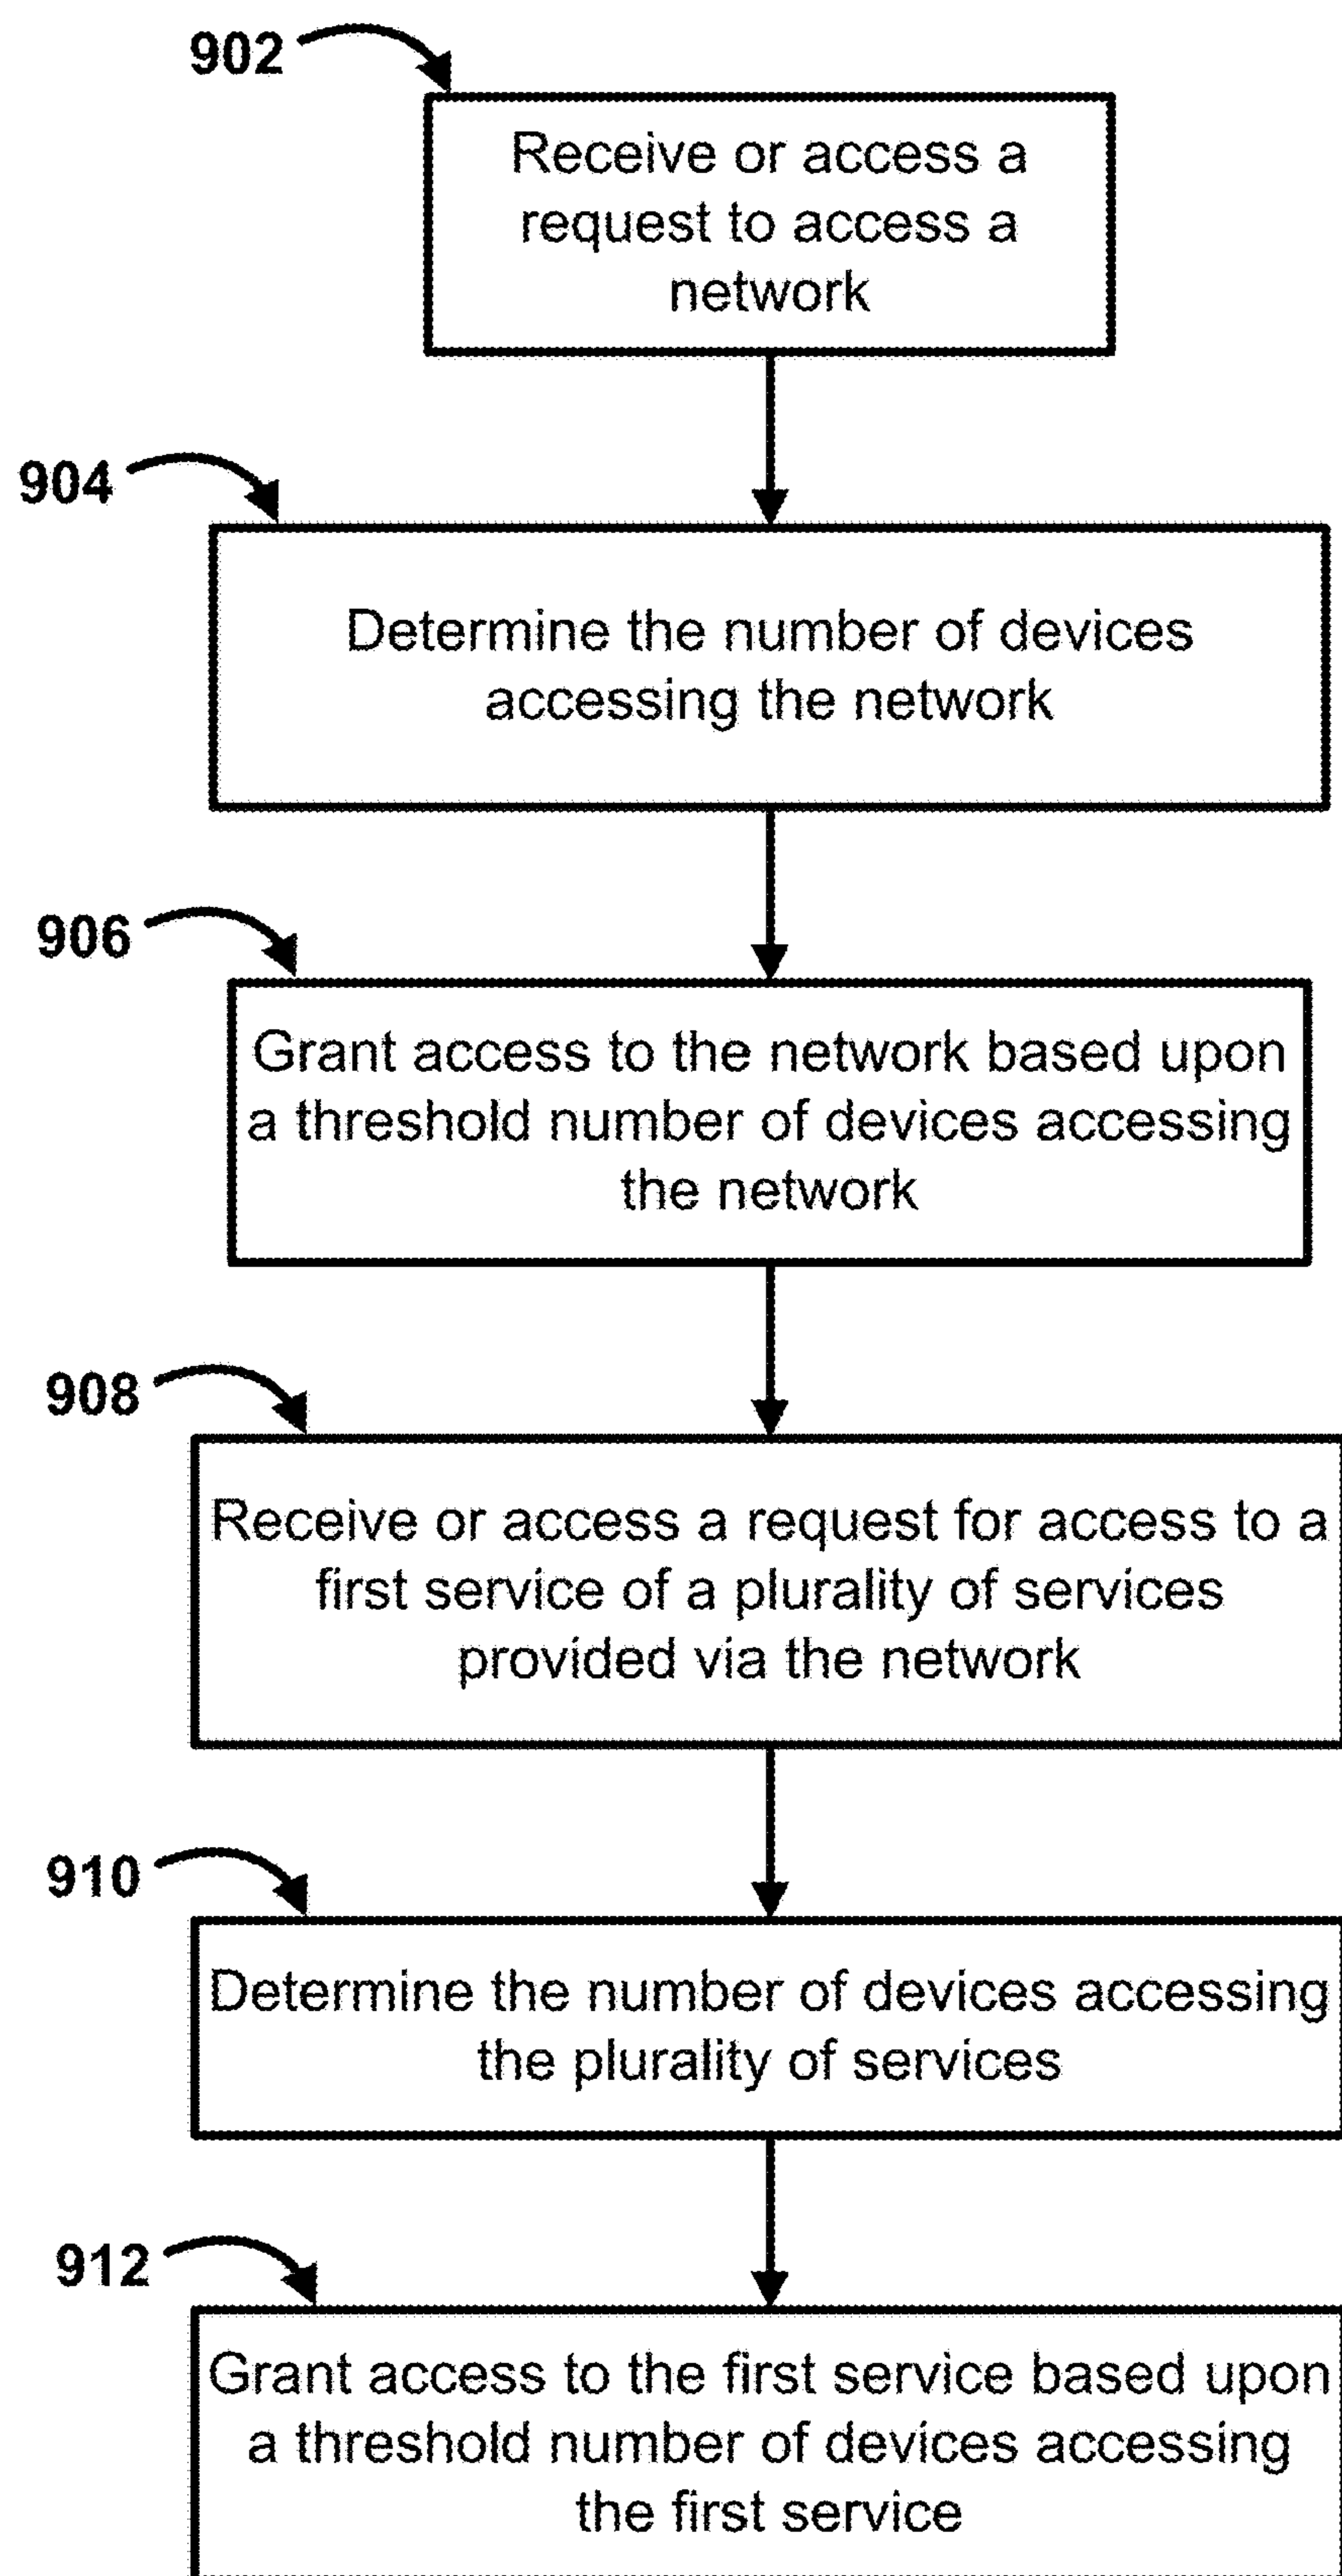 902
Receive or access a
request to access a
network
904
Determine the number of devices
accessing the network
906
Grant access to the network based upon
a threshold number of devices accessing
the network
908
Receive or access a request for access to a
first service of a plurality of services
provided via the network
910
Determine the number of devices accessing
the plurality of services
912
Grant access to the first service based upon
a threshold number of devices accessing
the first service